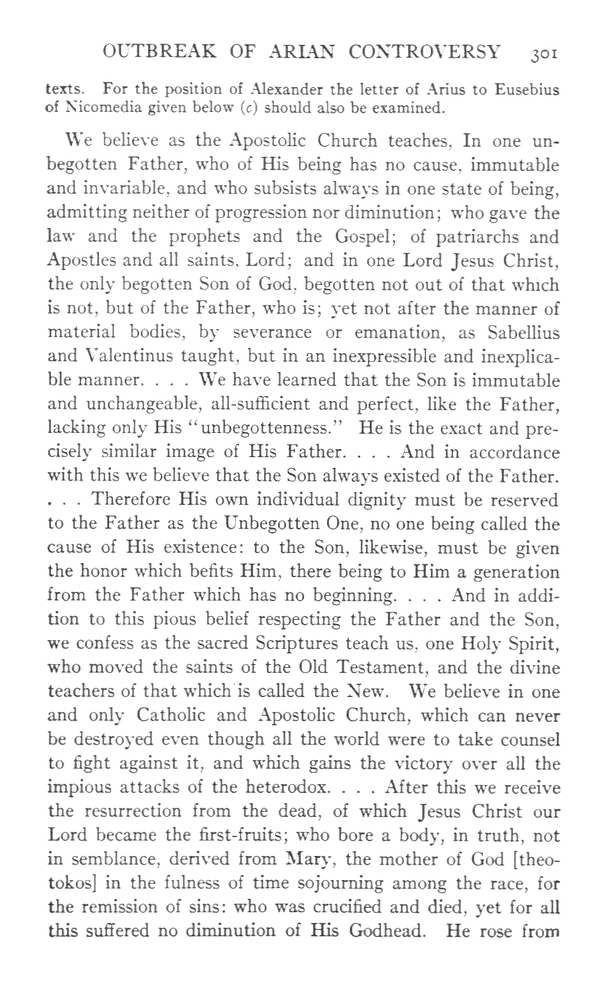 OUTBREAK OF ARIAN CONTROVERSY 301
texts. For the position of Alexander the letter of Arius to Eusebius
of Nicomedia given below (c) should also be examined.
We believe as the Apostolic Church teaches, In one un-
begotten Father, who of His being has no cause, immutable
and invariable, and who subsists always in one state of being,
admitting neither of progression nor diminution; who gave the
law and the prophets and the Gospel; of patriarchs and
Apostles and all saints, Lord; and in one Lord Jesus Christ,
the only begotten Son of God, begotten not out of that which
is not, but of the Father, who is; yet not after the manner of
material bodies, by severance or emanation, as Sabellius
and Valentinus taught, but in an inexpressible and inexplica-
ble manner. . . . We have learned that the Son is immutable
and unchangeable, all-sufficient and perfect, like the Father,
lacking only His “unbegottenness.” He is the exact and pre-
cisely similar image of His Father. . . . And in accordance
with this we believe that the Son always existed of the Father.
. . . Therefore His own individual dignity must be reserved
to the Father as the Unbegotten One, no one being called the
cause of His existence: to the Son, likewise, must be given
the honor which befits Him, there being to Him a generation
from the Father which has no beginning. . . . And in addi-
tion to this pious belief respecting the Father and the Son,
we confess as the sacred Scriptures teach us, one Holy Spirit,
who moved the saints of the Old Testament, and the divine
teachers of that which is called the New. We believe in one
and only Catholic and Apostolic Church, which can never
be destroyed even though all the world were to take counsel
to fight against it, and which gains the victory over all the
impious attacks of the heterodox. . . . After this we receive
the resurrection from the dead, of which Jesus Christ our
Lord became the first-fruits; who bore a body, in truth, not
in semblance, derived from Mary, the mother of God [theo-
tokos] in the fulness of time sojourning among the race, for
the remission of sins: who was crucified and died, yet for all
this suffered no diminution of His Godhead. He rose from